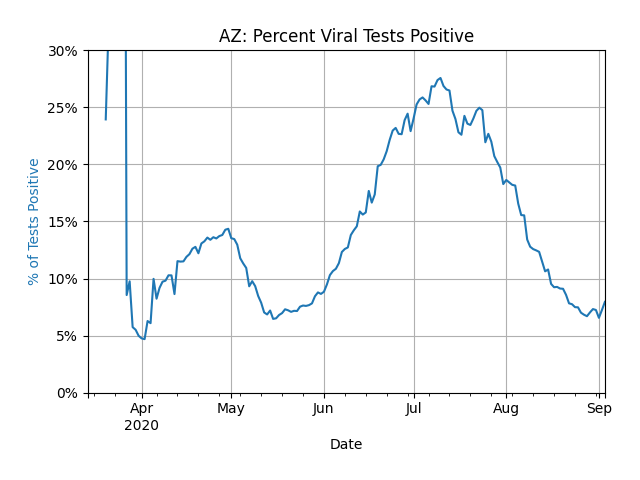 AZ: Percent Viral Tests Positive
30%
25%
20%
15%
10%
5%
0%
% of Tests Positive
Apr
2020
May
Jun
Jul
Aug
Sep
Date